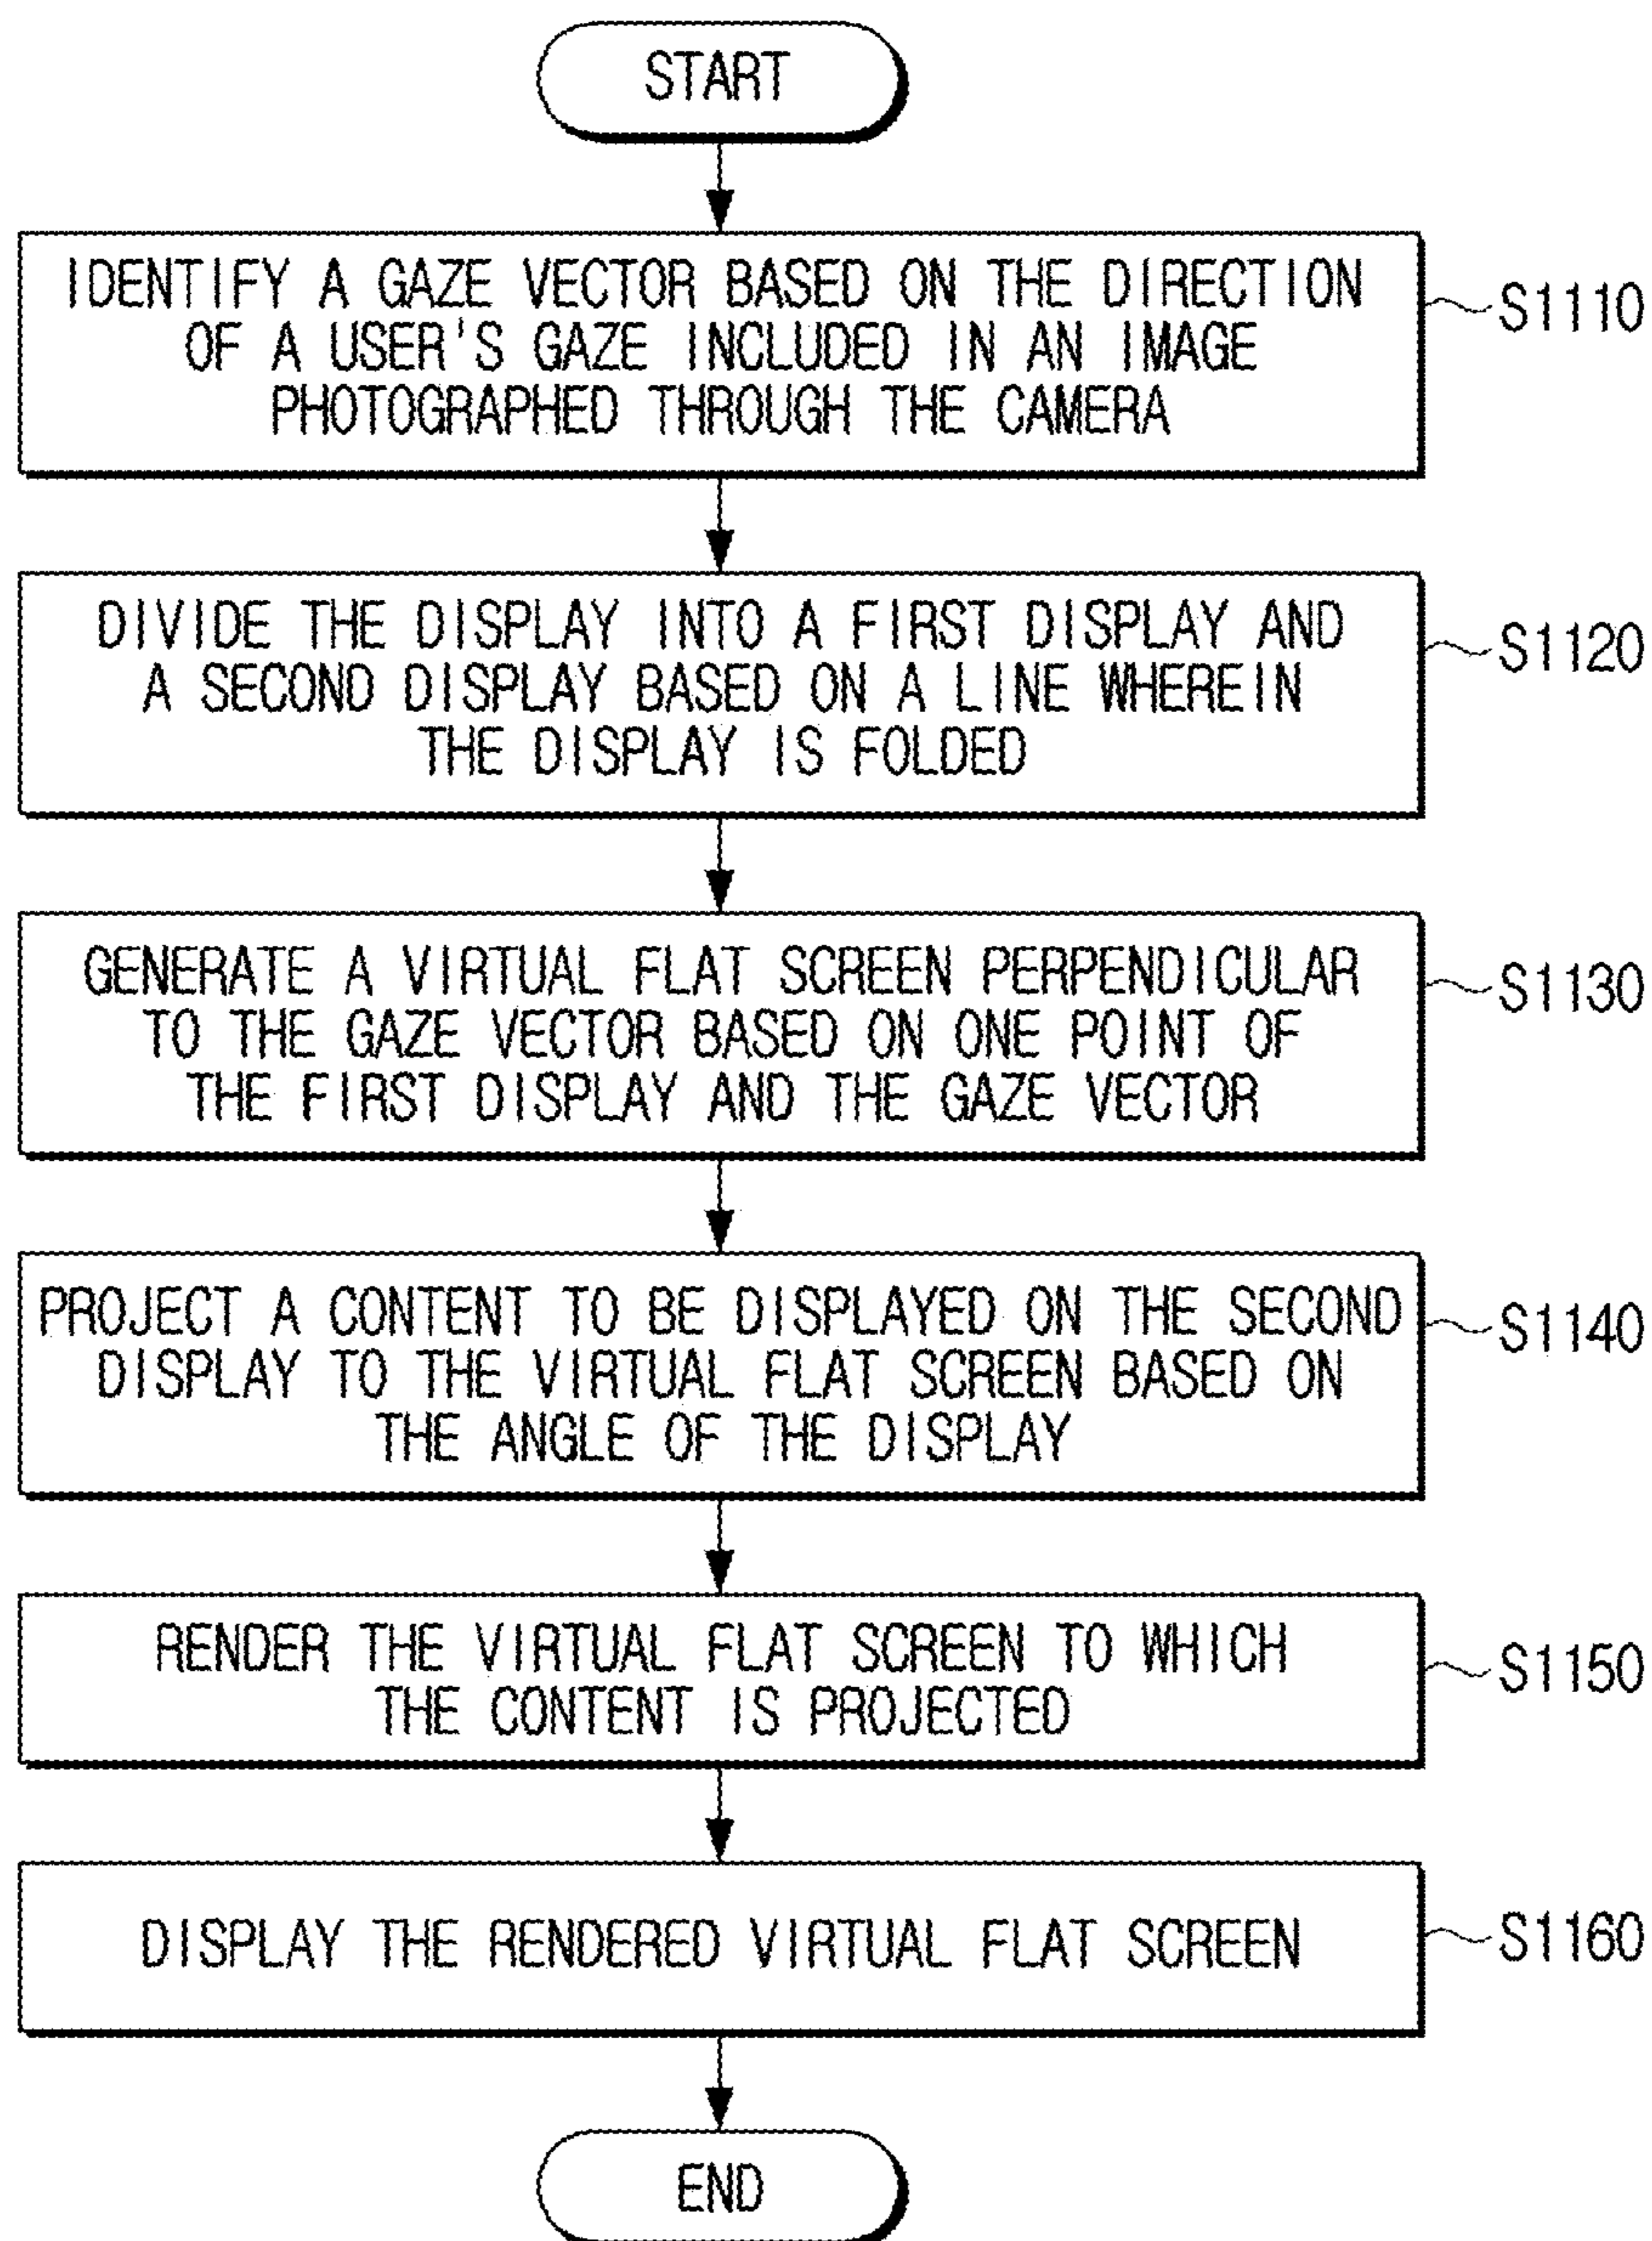 START
IDENTIFY A GAZE VECTOR BASED ON THE DIRECTION
OF A USER'S GAZE INCLUDED IN AN IMAGE
PHOTOGRAPHED THROUGH THE CAMERA
S1110
DIVIDE THE DISPLAY INTO A FIRST DISPLAY AND
A SECOND DISPLAY BASED ON A LINE WHEREIN
THE DISPLAY IS FOLDED
S1120
GENERATE A VIRTUAL FLAT SCREEN PERPENDICULAR
TO THE GAZE VECTOR BASED ON ONE POINT OF
THE FIRST DISPLAY AND THE GAZE VECTOR
S1130
PROJECT A CONTENT TO BE DISPLAYED ON THE SECOND
DISPLAY TO THE VIRTUAL FLAT SCREEN BASED ON
THE ANGLE OF THE DISPLAY
S1140
RENDER THE VIRTUAL FLAT SCREEN TO WHICH
THE CONTENT IS PROJECTED
S1150
DISPLAY THE RENDERED VIRTUAL FLAT SCREEN
S1160
END